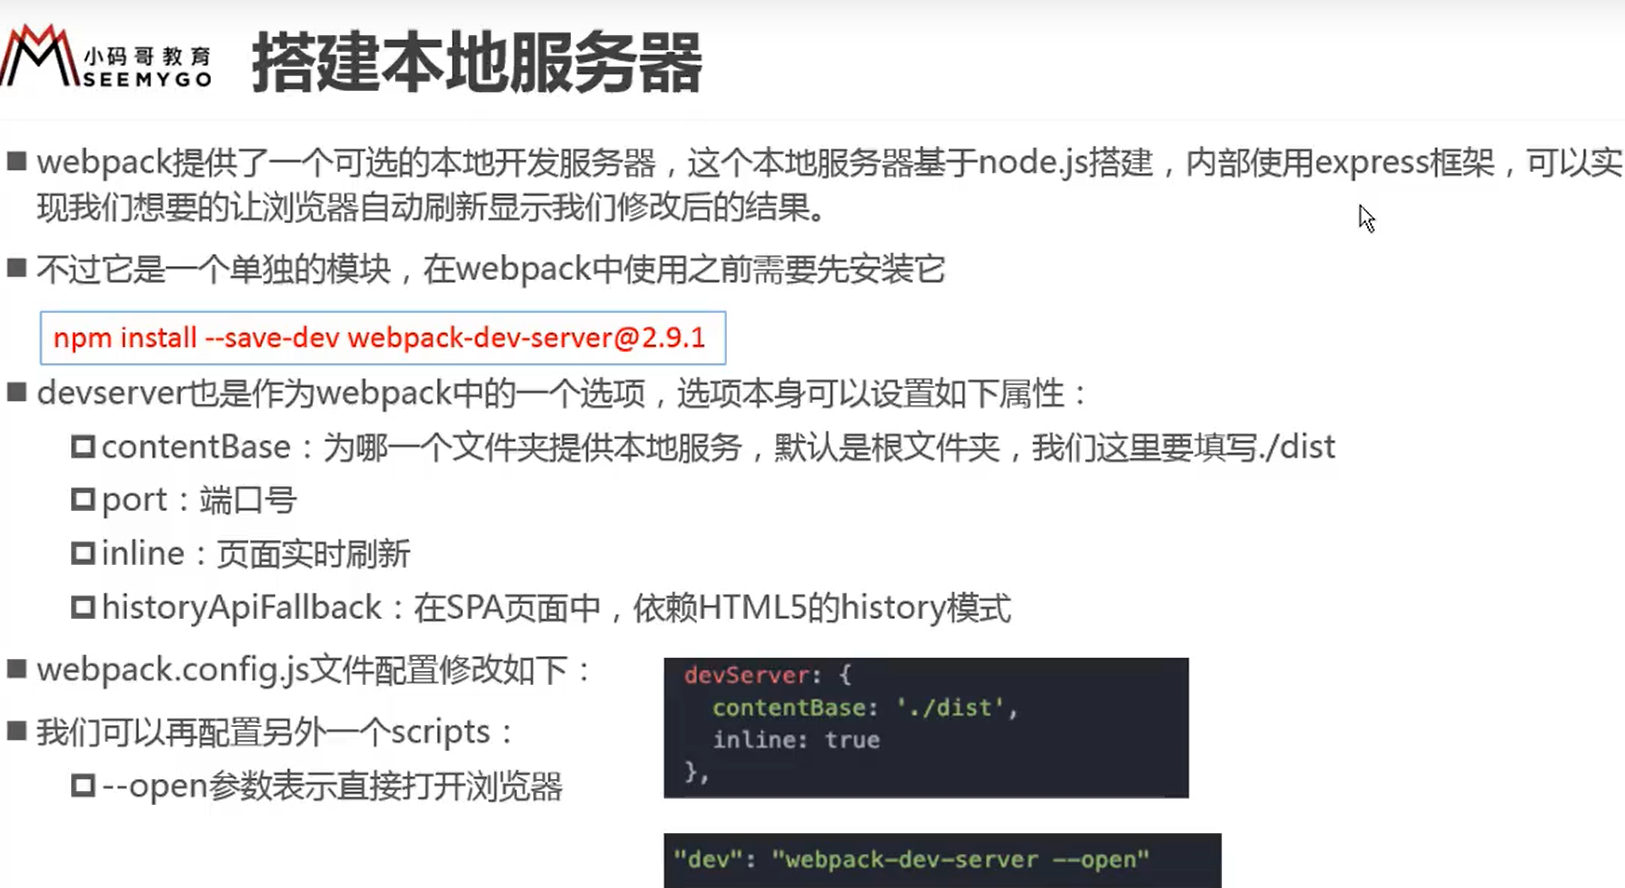 小码哥教育
SEEMYGO
搭建本地服务器
webpack提供了一个可选的本地开发服务器，这个本地服务器基于node.js搭建，内部使用express框架，可以实
现我们想要的让浏览器自动刷新显示我们修改后的结果。
不过它是一个单独的模块，在webpack中使用之前需要先安装它
npm install --save-dev webpack-dev-server@2.9.1
devserver也是作为webpack中的一个选项，选项本身可以设置如下属性：
contentBase：为哪一个文件夹提供本地服务，默认是根文件夹，我们这里要填写./dist
port：端口号
inline：页面实时刷新
historyApiFallback：在SPA页面中，依赖HTML5的history模式
webpack.config.js文件配置修改如下：
devServer: {
contentBase: './dist',
inline: true
},
我们可以再配置另外一个scripts：
--open参数表示直接打开浏览器
"dev": "webpack-dev-server --open"